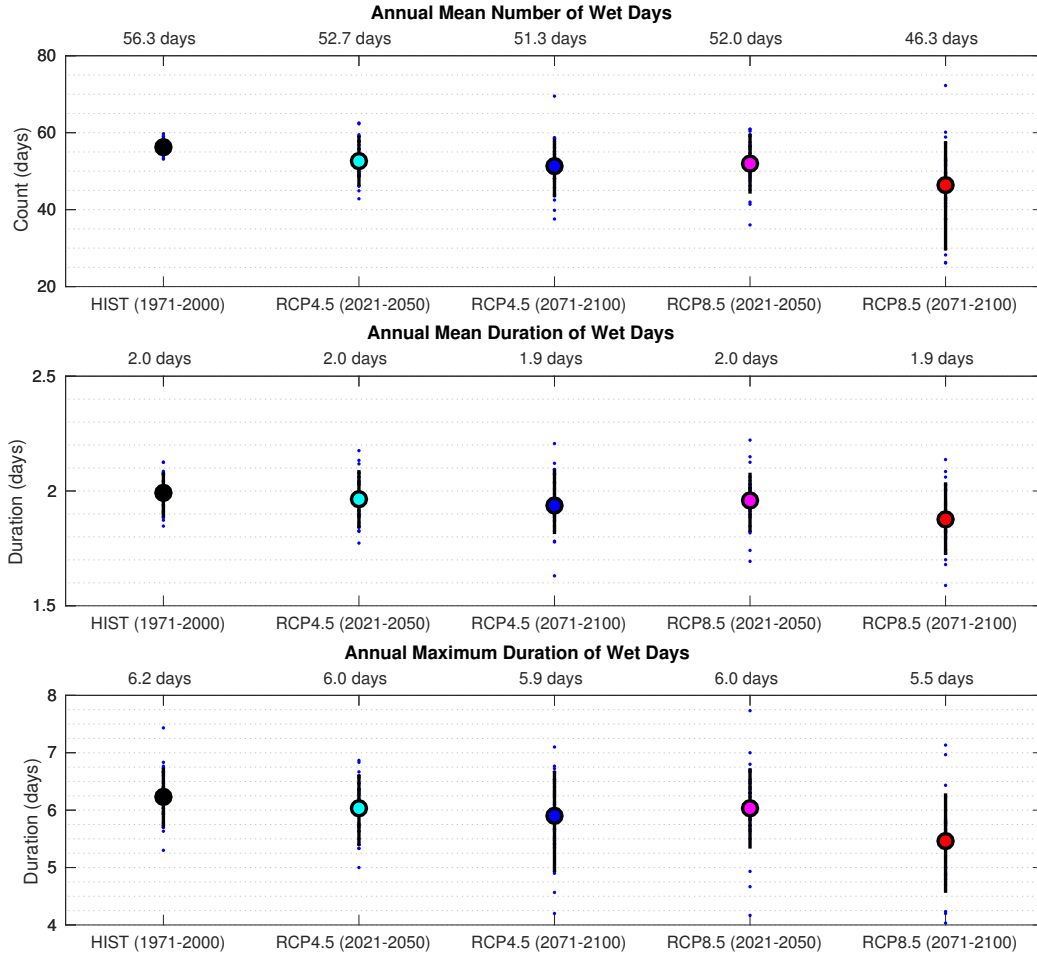 Annual Mean Number of Wet Days
56.3 days 52.7 days 51.3 days 52.0 days 46.3 days
80
60
40
20
Count (days)
HIST (1971-2000) RCP4.5 (2021-2050) RCP4.5 (2071-2100) RCP8.5 (2021-2050) RCP8.5 (2071-2100)
Annual Mean Duration of Wet Days
2.0 days 2.0 days 1.9 days 2.0 days 1.9 days
2.5
2
1.5
Duration (days)
HIST (1971-2000) RCP4.5 (2021-2050) RCP4.5 (2071-2100) RCP8.5 (2021-2050) RCP8.5 (2071-2100)
Annual Maximum Duration of Wet Days
6.2 days 6.0 days 5.9 days 6.0 days 5.5 days
8
7
6
5
4
Duration (days)
HIST (1971-2000) RCP4.5 (2021-2050) RCP4.5 (2071-2100) RCP8.5 (2021-2050) RCP8.5 (2071-2100)